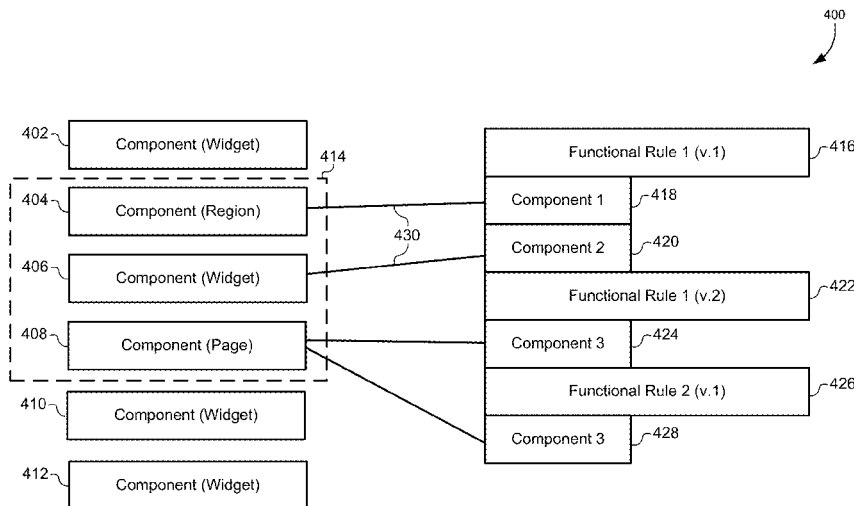 400
402
Component (Widget)
414
404
Component (Region)
406
Component (Widget)
408
Component (Page)
410
Component (Widget)
412
Component (Widget)
430
Functional Rule 1 (v.1)
416
Component 1
418
Component 2
420
Functional Rule 1 (v.2)
422
Component 3
424
Functional Rule 2 (v.1)
426
Component 3
428